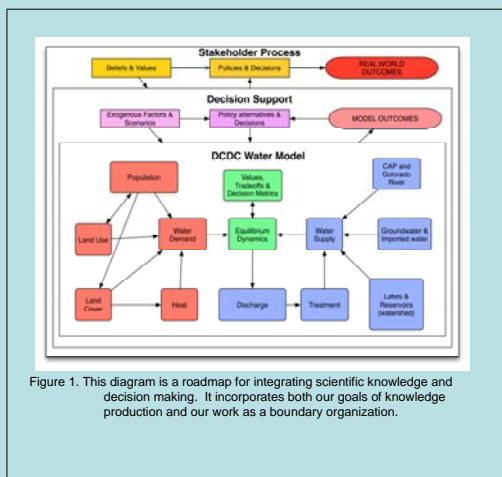 Stakeholder Process
Beliefs & Values
Policies & Decisions
REAL WORLD
OUTCOMES
Decision Support
Exogenous Factors &
Scenarios
Policy alternatives &
Decisions
MODEL OUTCOMES
DCDC Water Model
Population
Values,
Tradeoffs &
Decision Metrics
CAP and
Colorado
River
Land Use
Water
Demand
Equilibrium
Dynamics
Water
Supply
Groundwater &
Imported water
Land
Cover
Heat
Discharge
Treatment
Lakes &
Reservoirs
(watershed)
Figure 1. This diagram is a roadmap for integrating scientific knowledge and
decision making. It incorporates both our goals of knowledge
production and our work as a boundary organization.